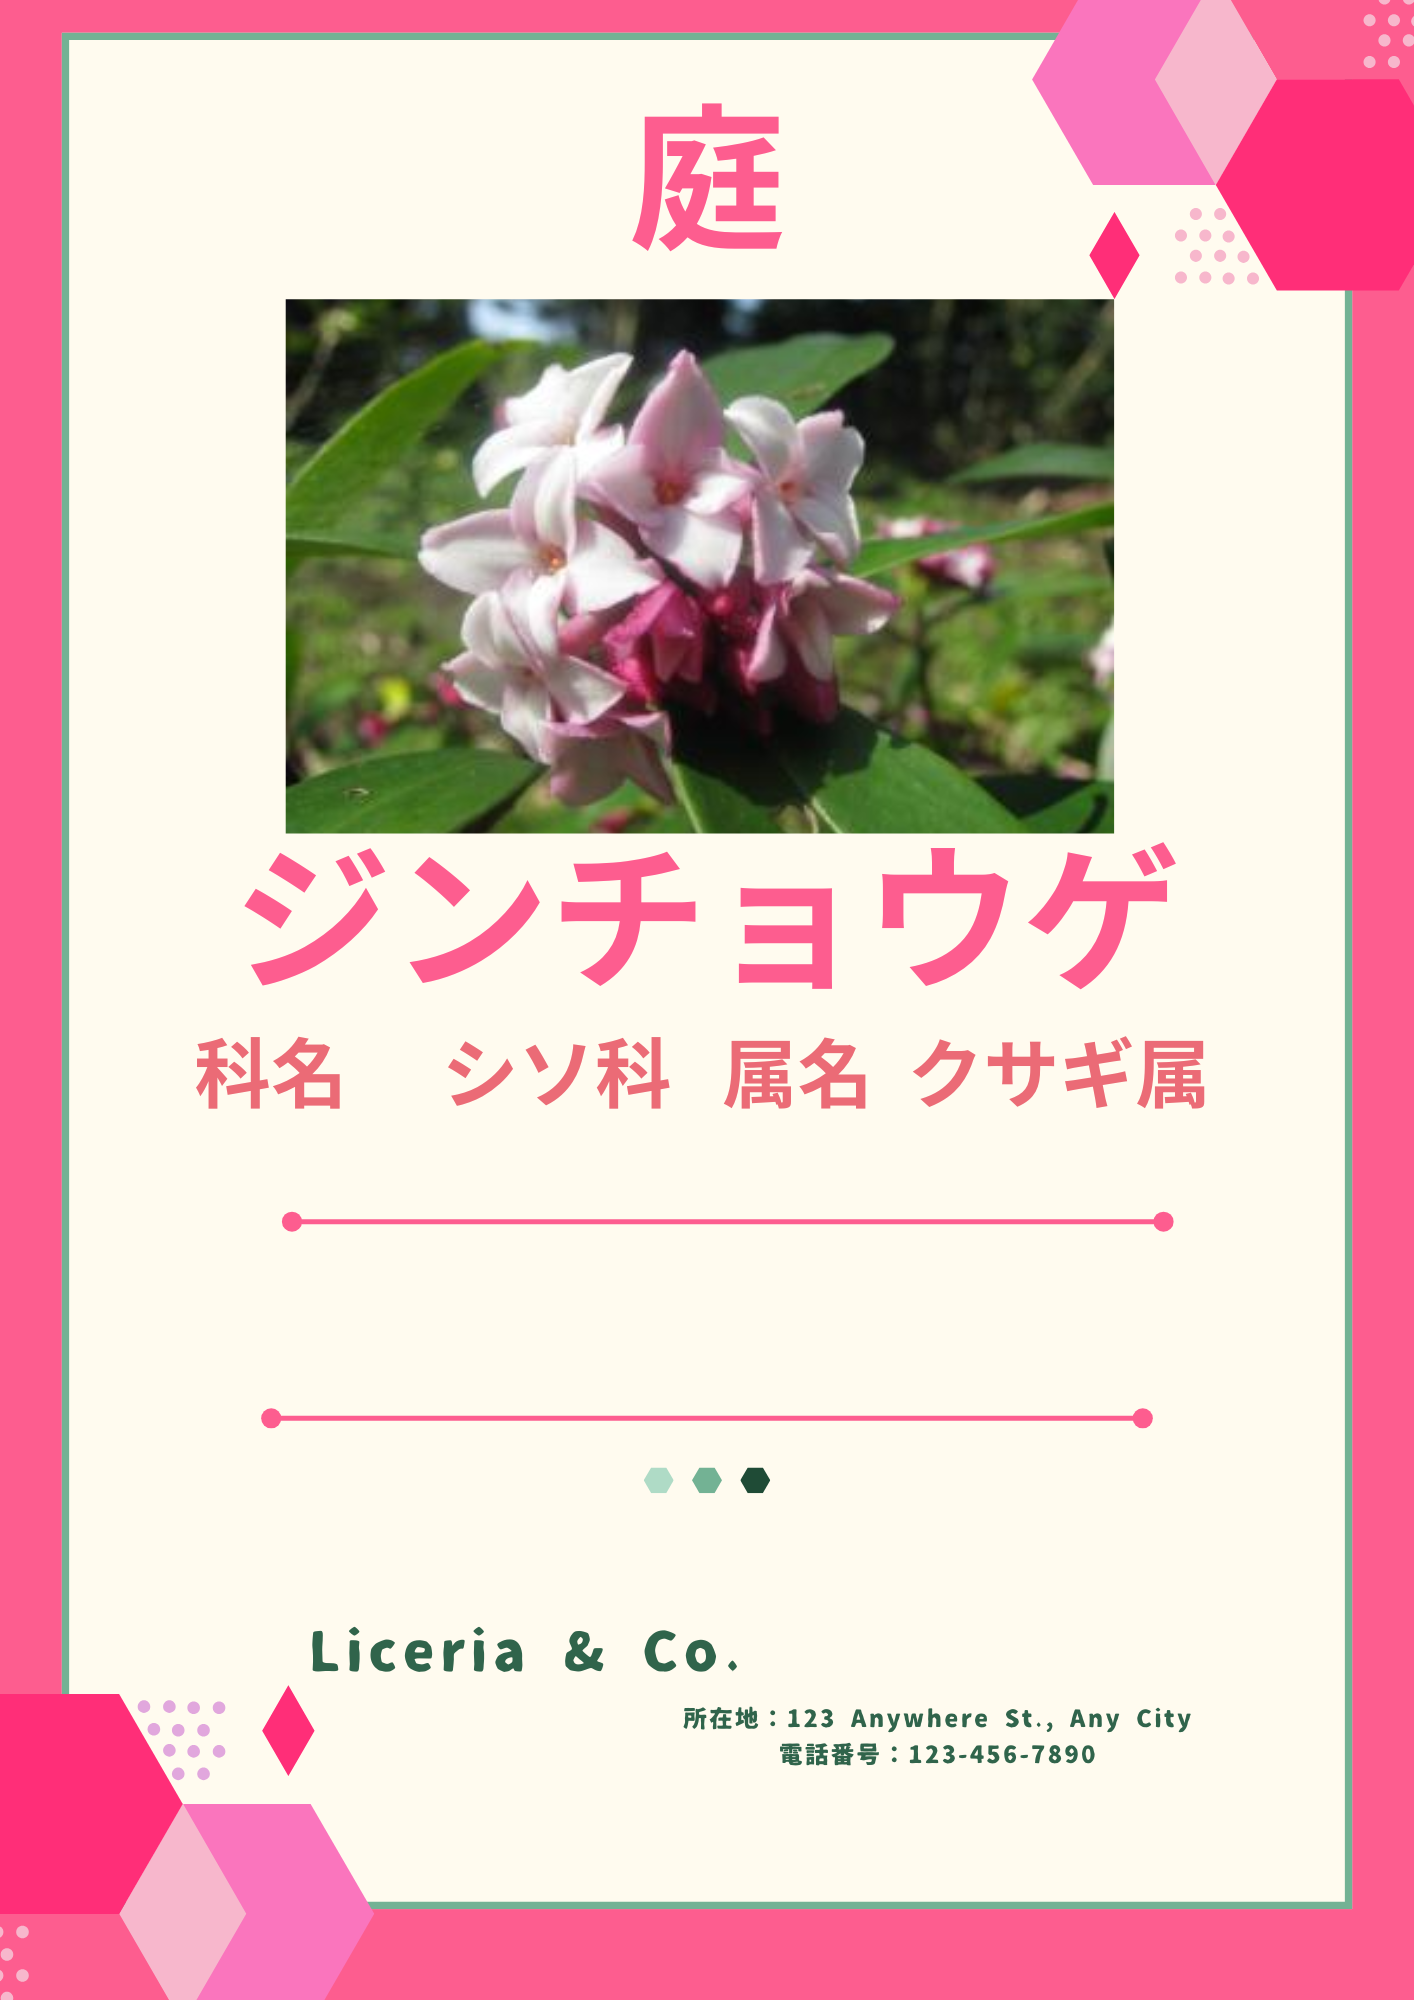 庭
ジンチョウゲ
科名 シソ科 属名 クサギ属
Liceria & Co.
所在地：123 Anywhere St., Any City
電話番号：123-456-7890